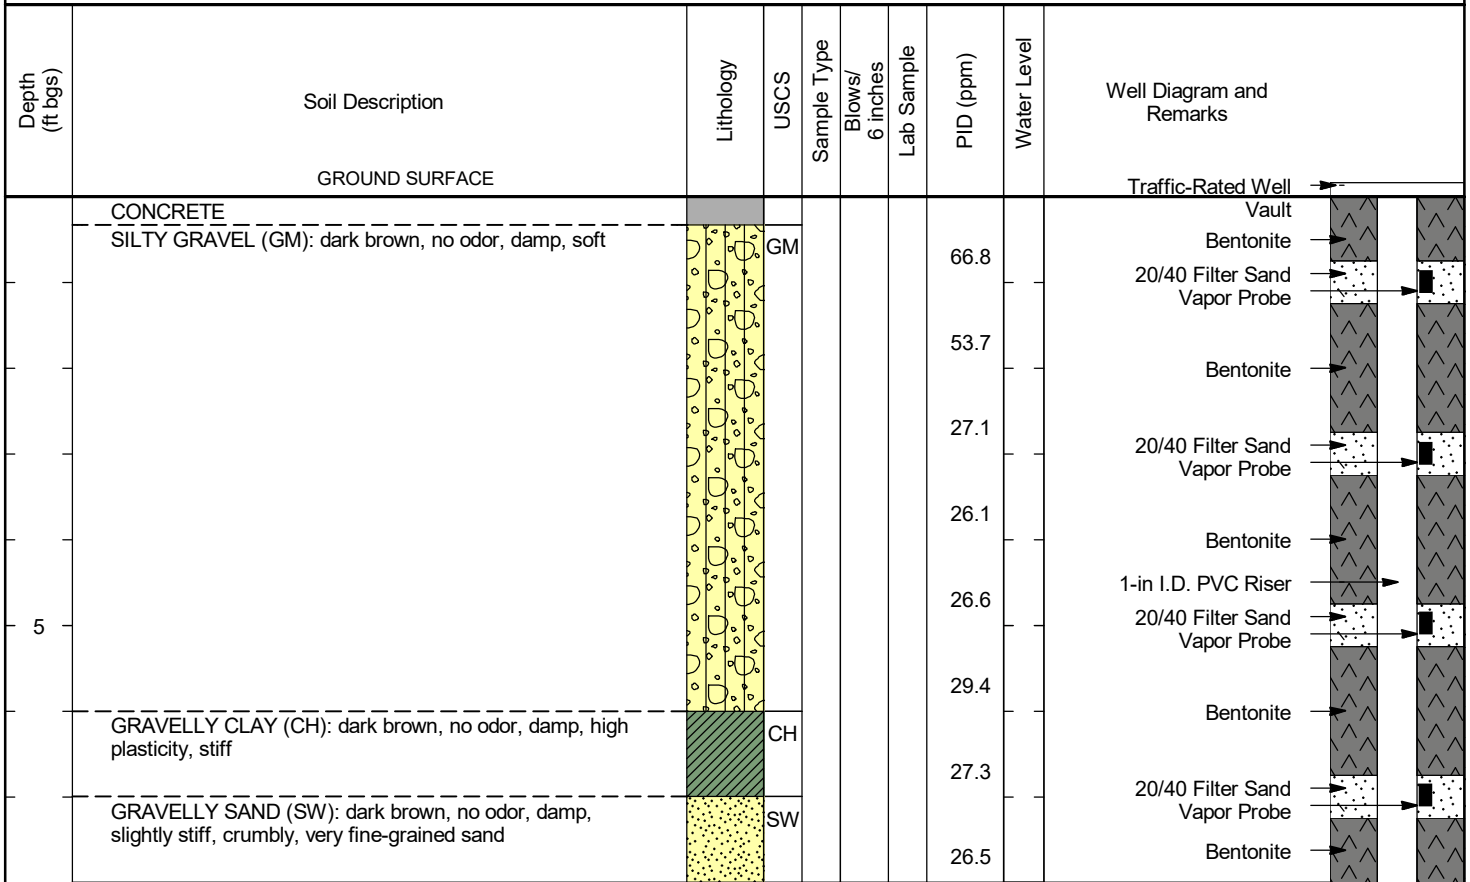 Depth
(ft bgs)
Soil Description
Lithology
USCS
Sample Type
Blows/
6 inches
Lab Sample
PID (ppm)
Water Level
Well Diagram and
Remarks
GROUND SURFACE
Traffic-Rated Well
Vault
CONCRETE
SILTY GRAVEL (GM): dark brown, no odor, damp, soft
GM
66.8
Bentonite
20/40 Filter Sand
Vapor Probe
53.7
Bentonite
27.1
20/40 Filter Sand
Vapor Probe
26.1
Bentonite
1-in I.D. PVC Riser
26.6
5
20/40 Filter Sand
Vapor Probe
29.4
Bentonite
GRAVELLY CLAY (CH): dark brown, no odor, damp, high
plasticity, stiff
CH
27.3
20/40 Filter Sand
Vapor Probe
GRAVELLY SAND (SW): dark brown, no odor, damp,
slightly stiff, crumbly, very fine-grained sand
SW
26.5
Bentonite